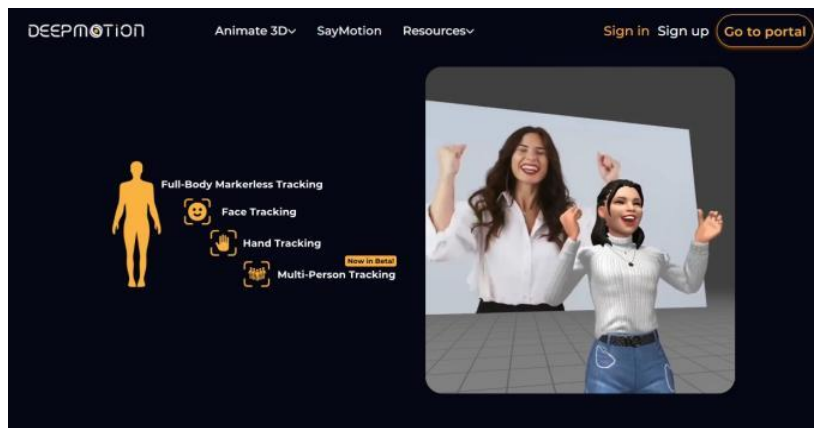 DEEPMOTION
Animate 3D
SayMotion
Resources
Sign in
Sign up
Go to portal
Full-Body Markerless Tracking
Face Tracking
Hand Tracking
Now in Beta!
Multi-Person Tracking